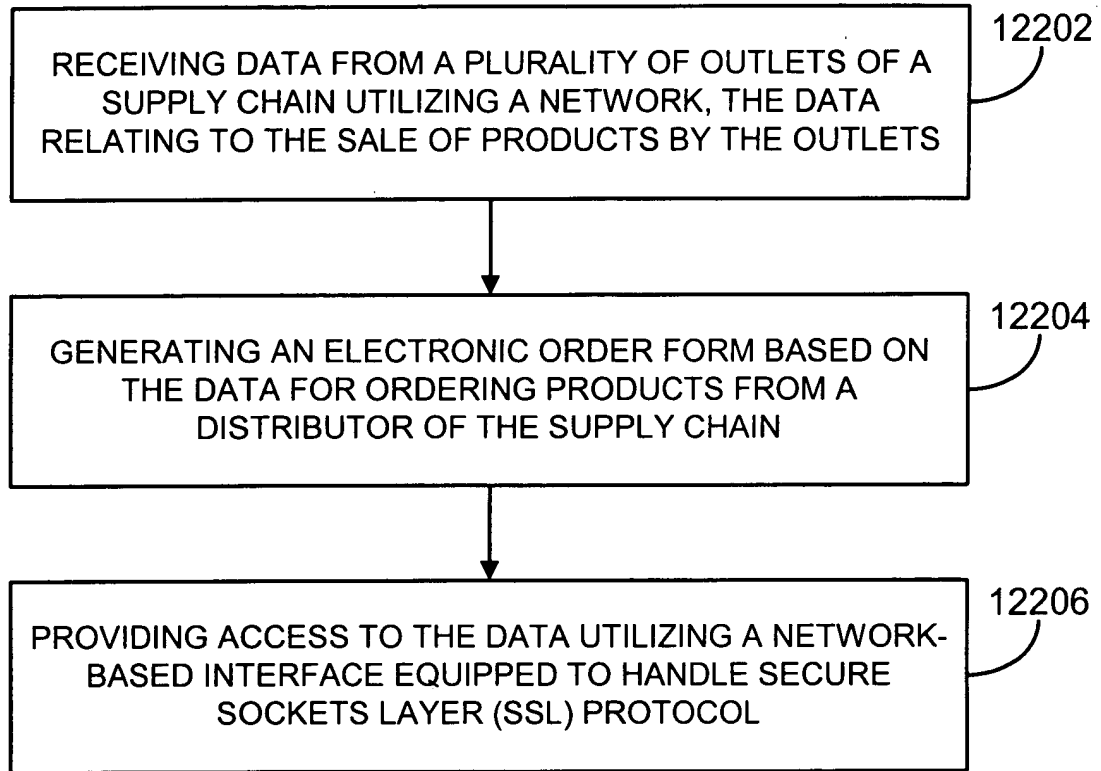 12202
RECEIVING DATA FROM A PLURALITY OF OUTLETS OF A
SUPPLY CHAIN UTILIZING A NETWORK, THE DATA
RELATING TO THE SALE OF PRODUCTS BY THE OUTLETS
12204
GENERATING AN ELECTRONIC ORDER FORM BASED ON
THE DATA FOR ORDERING PRODUCTS FROM A
DISTRIBUTOR OF THE SUPPLY CHAIN
12206
PROVIDING ACCESS TO THE DATA UTILIZING A NETWORK-
BASED INTERFACE EQUIPPED TO HANDLE SECURE
SOCKETS LAYER (SSL) PROTOCOL